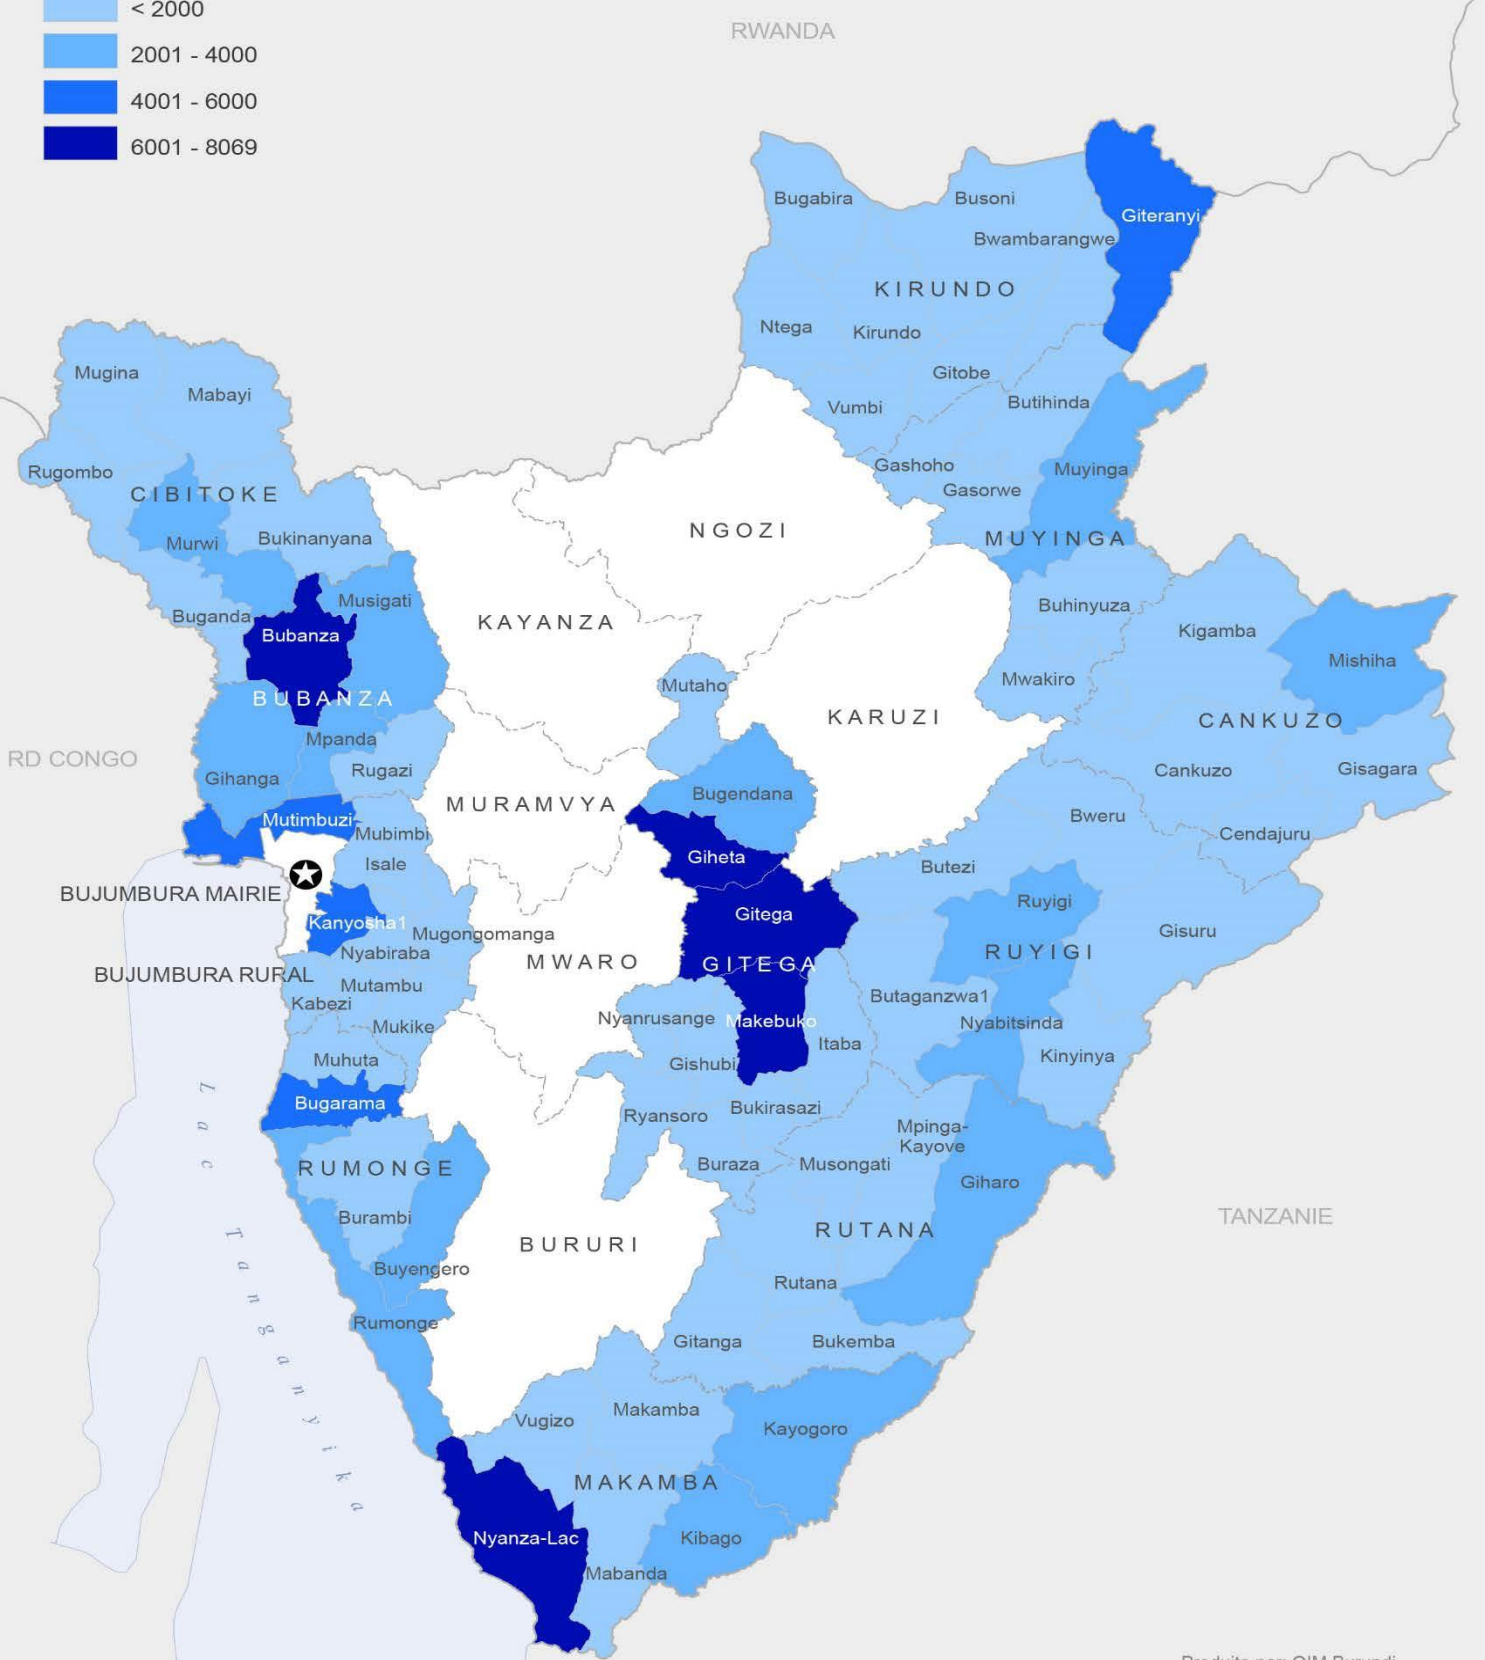 < 2000
2001 - 4000
4001 - 6000
6001 - 8069
RWANDA
Bugabira
Busoni
Giteranyi
Bwambarangwe
KIRUNDO
Ntega
Kirundo
Gitobe
Vumbi
Butihinda
Mugina
Mabayi
Rugombo
CIBITOKE
Gashoho
Muyinga
Gasorwe
NGOZI
MUYINGA
Murwi
Bukinanyana
Musigati
Buganda
Bubanza
KAYANZA
Buhinyuza
Kigamba
Mishiha
Mutaho
Mwakiro
BUBANZA
KARUZI
CANKUZO
Mpanda
RD CONGO
Gihanga
Rugazi
Cankuzo
Gisagara
Bugendana
MURAMVYA
Mutimbuzi
Mubimbi
Bweru
Cendajuru
Isale
Giheta
Butezi
BUJUMBURA MAIRIE
Ruyigi
Gitega
Kanyosha1
Mugongomanga
Gisuru
Nyabiraba
MWARO
GITEGA
RUYIGI
BUJUMBURA RURAL
Mutambu
Kabezi
Butaganzwa1
Nyanrusange
Makebuko
Nyabitsinda
Mukike
Itaba
Kinyinya
Muhuta
Gishubi
Bugarama
Ryansoro
Bukirasazi
Mpinga-
Kayove
RUMONGE
Buraza
Musongati
Giharo
Burambi
TANZANIE
BURURI
RUTANA
Buyengero
Rutana
Rumonge
Gitanga
Bukemba
Lac Tanganyika
Vugizo
Makamba
Kayogoro
MAKAMBA
Nyanza-Lac
Kibago
Mabanda